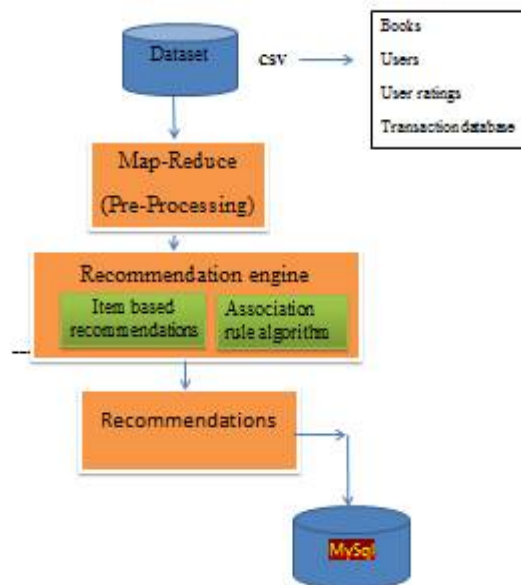 Dataset
csv
Books
Users
User ratings
Transaction database
Map-Reduce
(Pre-Processing)
Recommendation engine
Item based
recommendations
Association
rule algorithm
Recommendations
MySql